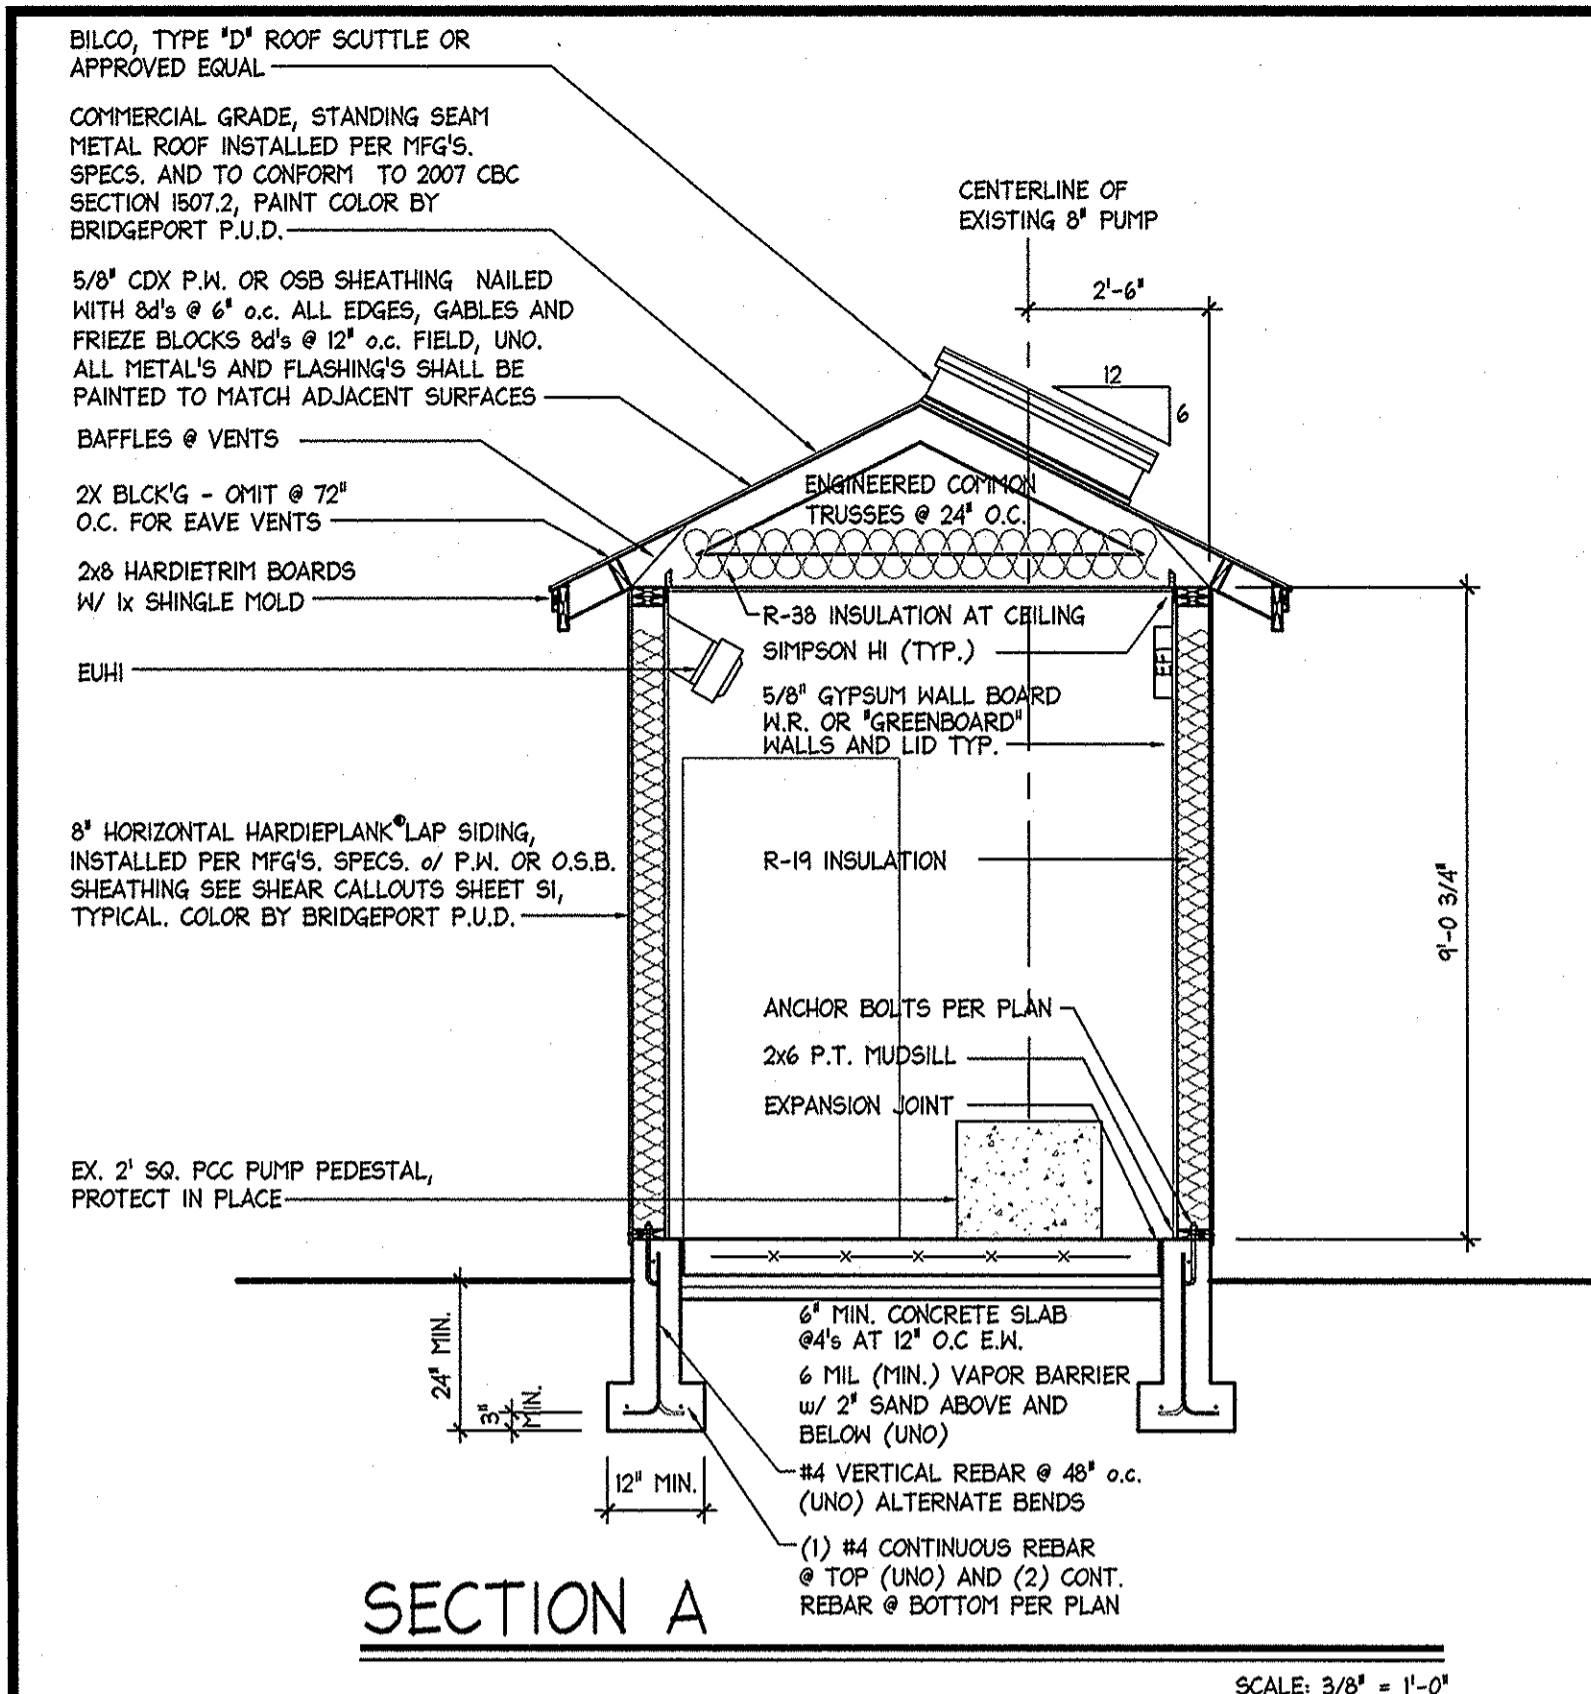 BILCO, TYPE "D" ROOF SCUTTLE OR
APPROVED EQUAL
COMMERCIAL GRADE, STANDING SEAM
METAL ROOF INSTALLED PER MFG'S.
SPECS. AND TO CONFORM TO 2007 CBC
SECTION 1507.2, PAINT COLOR BY
BRIDGEPORT P.U.D.
5/8" CDX P.W. OR OSB SHEATHING NAILED
WITH 8d's @ 6" o.c. ALL EDGES, GABLES AND
FRIEZE BLOCKS 8d's @ 12" o.c. FIELD, UNO.
ALL METAL'S AND FLASHING'S SHALL BE
PAINTED TO MATCH ADJACENT SURFACES
BAFFLES @ VENTS
2X BLCK'G - OMIT @ 72"
O.C. FOR EAVE VENTS
2x8 HARDIETRIM BOARDS
W/ 1x SHINGLE MOLD
EUH1
8" HORIZONTAL HARDIEPLANK® LAP SIDING,
INSTALLED PER MFG'S. SPECS. o/ P.W. OR O.S.B.
SHEATHING SEE SHEAR CALLOUTS SHEET S1,
TYPICAL. COLOR BY BRIDGEPORT P.U.D.
EX. 2' SQ. PCC PUMP PEDESTAL,
PROTECT IN PLACE
CENTERLINE OF
EXISTING 8" PUMP
2'-6"
12
6
ENGINEERED COMMON
TRUSSES @ 24" O.C.
R-38 INSULATION AT CEILING
SIMPSON H1 (TYP.)
EF1
5/8" GYPSUM WALL BOARD
W.R. OR "GREENBOARD"
WALLS AND LID TYP.
R-19 INSULATION
9'-0 3/4"
ANCHOR BOLTS PER PLAN
2x6 P.T. MUDSILL
EXPANSION JOINT
24" MIN.
3"
MIN.
12" MIN.
6" MIN. CONCRETE SLAB
@4's AT 12" O.C E.W.
6 MIL (MIN.) VAPOR BARRIER
w/ 2" SAND ABOVE AND
BELOW (UNO)
#4 VERTICAL REBAR @ 48" o.c.
(UNO) ALTERNATE BENDS
(1) #4 CONTINUOUS REBAR
@ TOP (UNO) AND (2) CONT.
REBAR @ BOTTOM PER PLAN
SECTION A
SCALE: 3/8" = 1'-0"